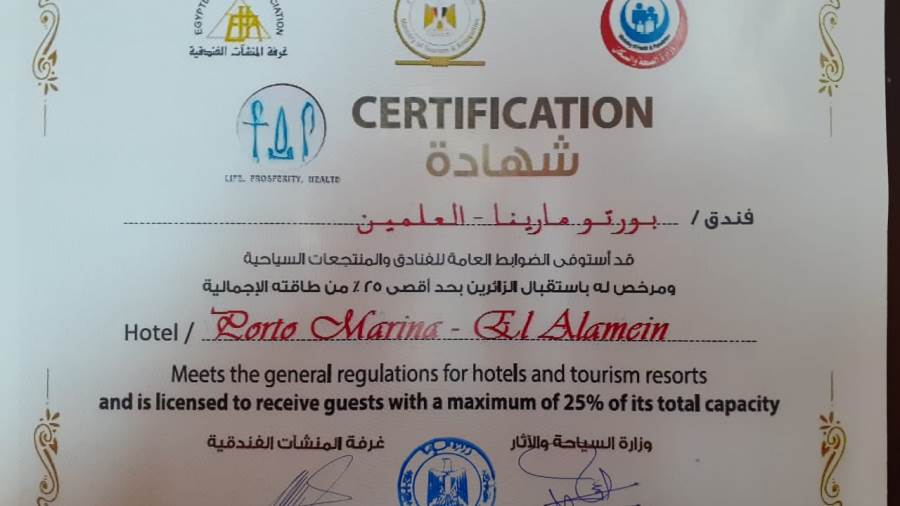 غرفة المنشآت الفندقية
CERTIFICATION
شهادة
LIFE, PROSPERITY, HEALTH
فندق / بورتو مارينا - العلمين
قد أستوفى الضوابط العامة للفنادق والمنتجعات السياحية
ومرخص له باستقبال الزائرين بحد أقصى ٢٥ ٪ من طاقته الإجمالية
Hotel / Porto Marina - El Alamein
Meets the general regulations for hotels and tourism resorts
and is licensed to receive guests with a maximum of 25% of its total capacity
وزارة السياحة والآثار
غرفة المنشآت الفندقية